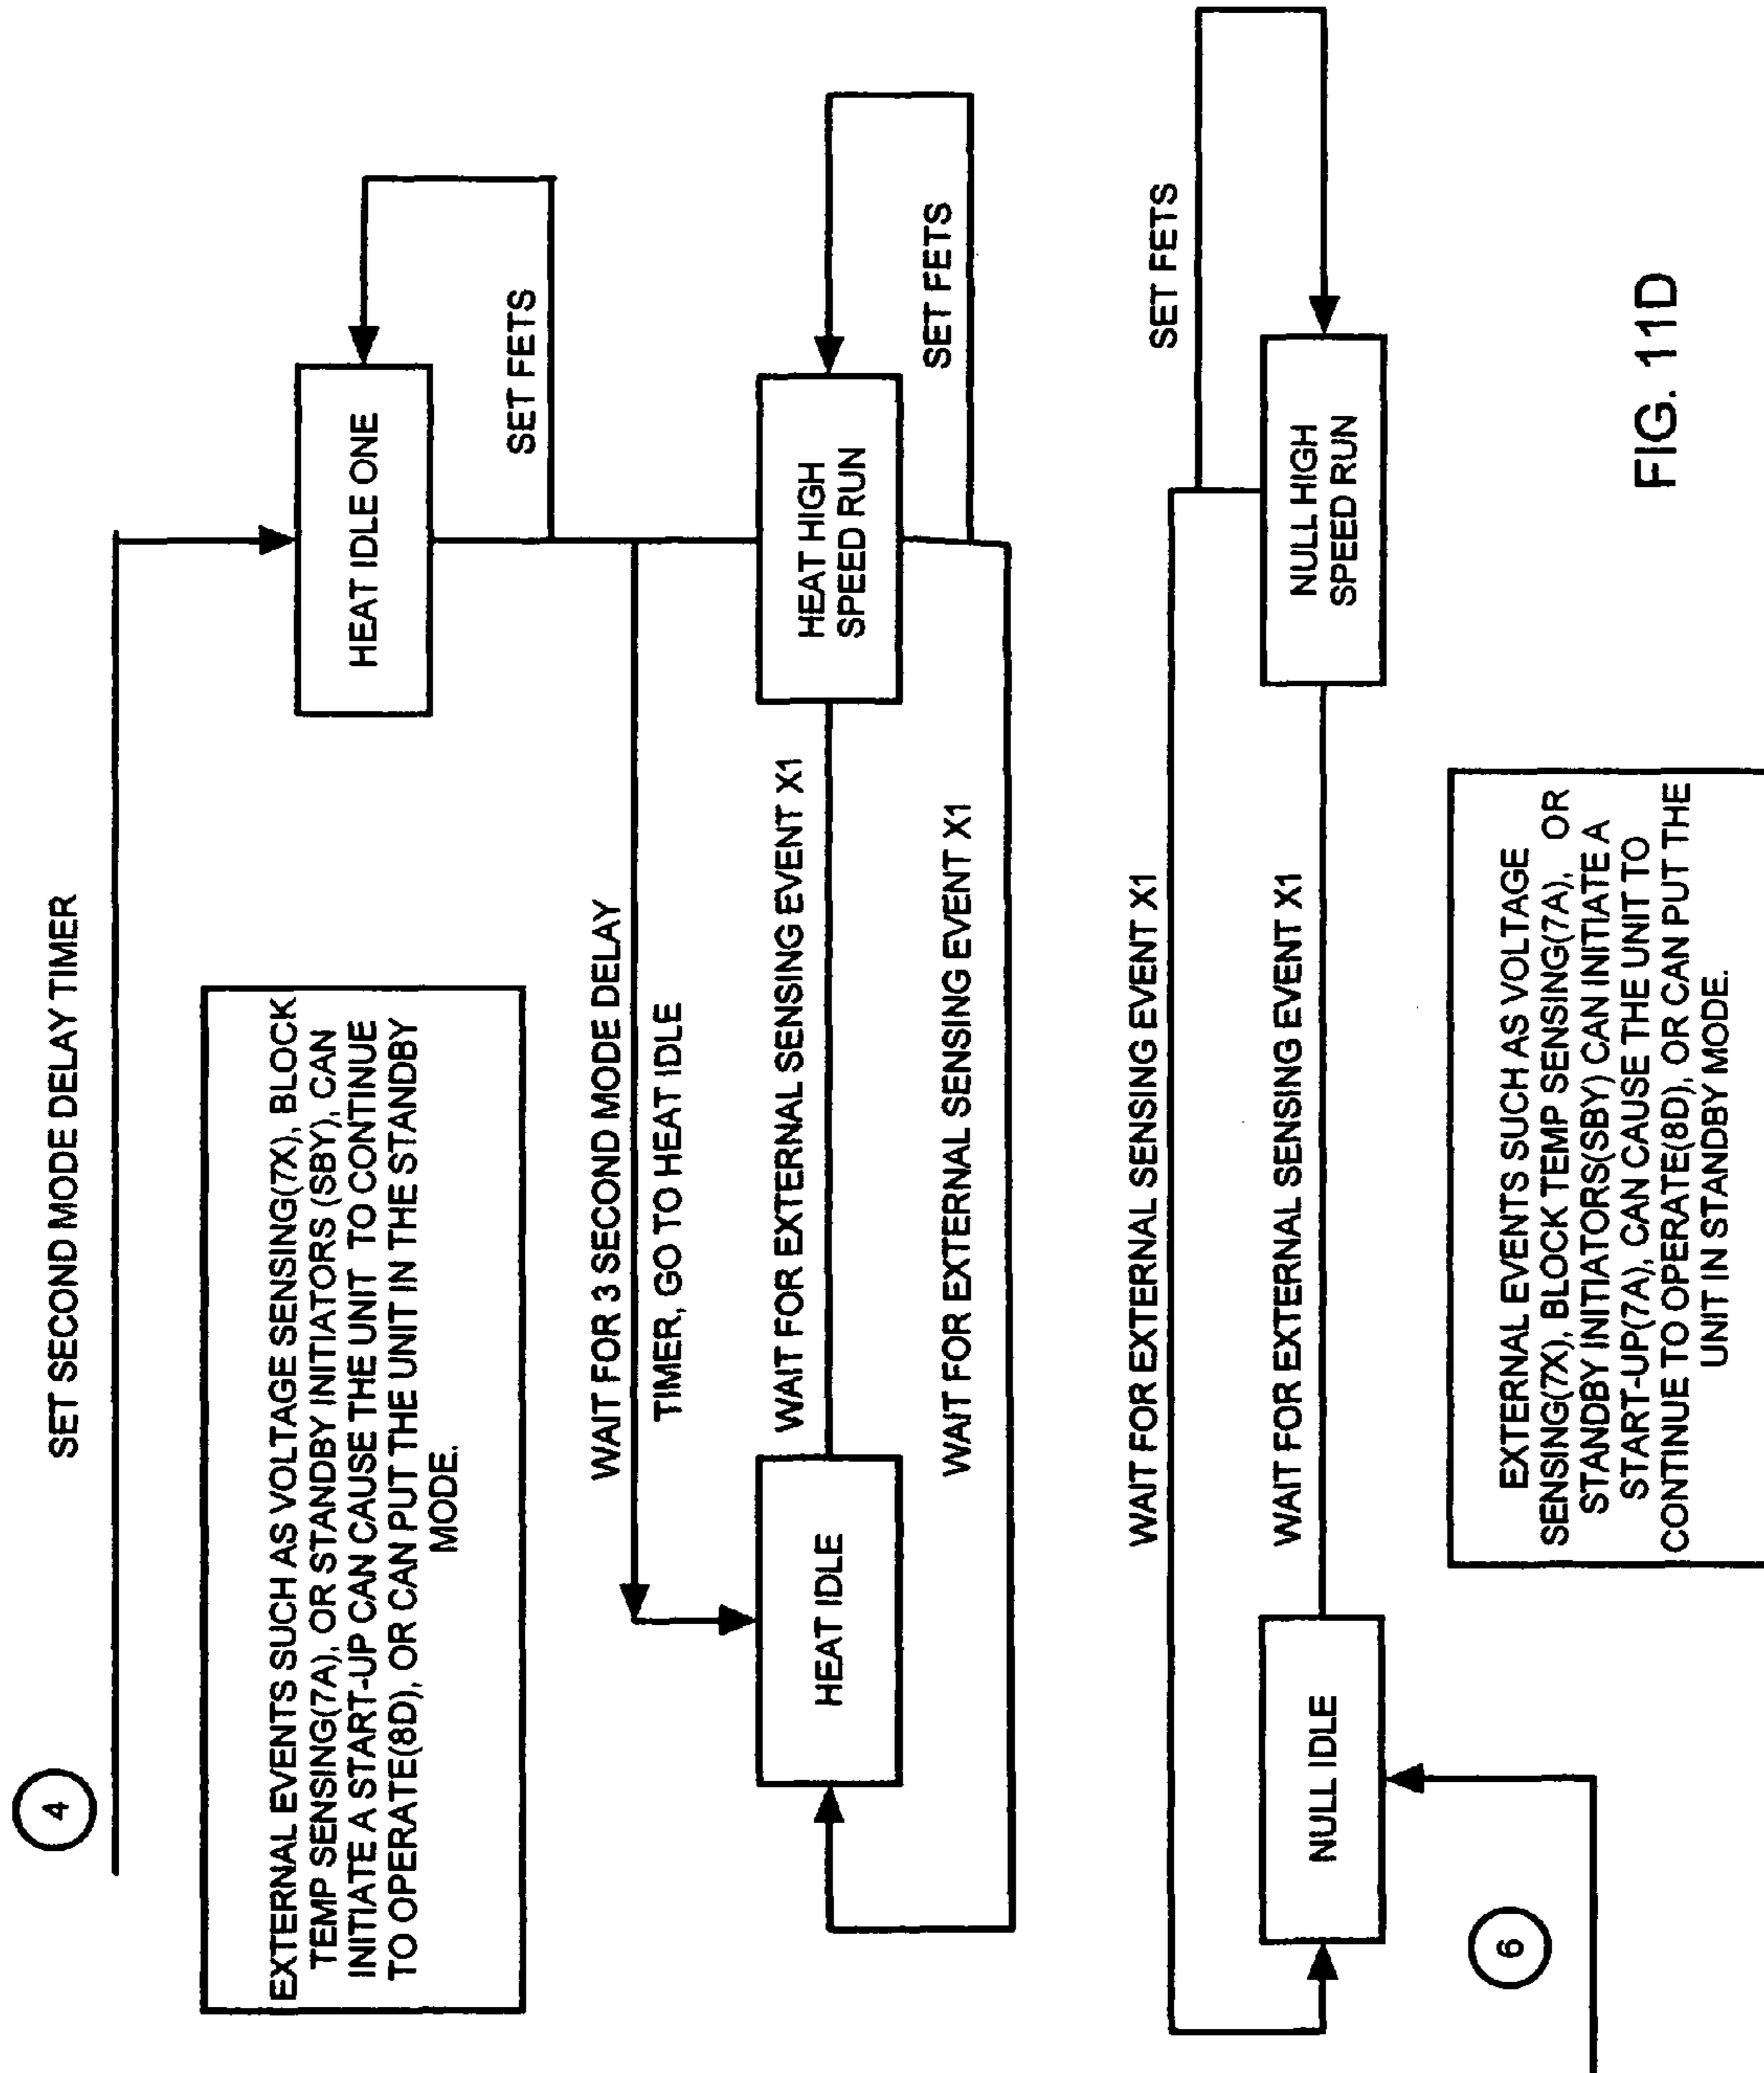 4
SET SECOND MODE DELAY TIMER
EXTERNAL EVENTS SUCH AS VOLTAGE SENSING(7X), BLOCK
TEMP SENSING(7A), OR STANDBY INITIATORS (SBY), CAN
INITIATE A START-UP CAN CAUSE THE UNIT TO CONTINUE
TO OPERATE(8D), OR CAN PUT THE UNIT IN THE STANDBY
MODE.
HEAT IDLE ONE
SET FETS
WAIT FOR 3 SECOND MODE DELAY
TIMER, GO TO HEAT IDLE
HEAT IDLE
WAIT FOR EXTERNAL SENSING EVENT X1
HEAT HIGH
SPEED RUN
SET FETS
WAIT FOR EXTERNAL SENSING EVENT X1
WAIT FOR EXTERNAL SENSING EVENT X1
SET FETS
NULL IDLE
WAIT FOR EXTERNAL SENSING EVENT X1
NULL HIGH
SPEED RUN
6
EXTERNAL EVENTS SUCH AS VOLTAGE
SENSING(7X), BLOCK TEMP SENSING(7A), OR
STANDBY INITIATORS(SBY) CAN INITIATE A
START-UP(7A), CAN CAUSE THE UNIT TO
CONTINUE TO OPERATE(8D), OR CAN PUT THE
UNIT IN STANDBY MODE.
FIG. 11D